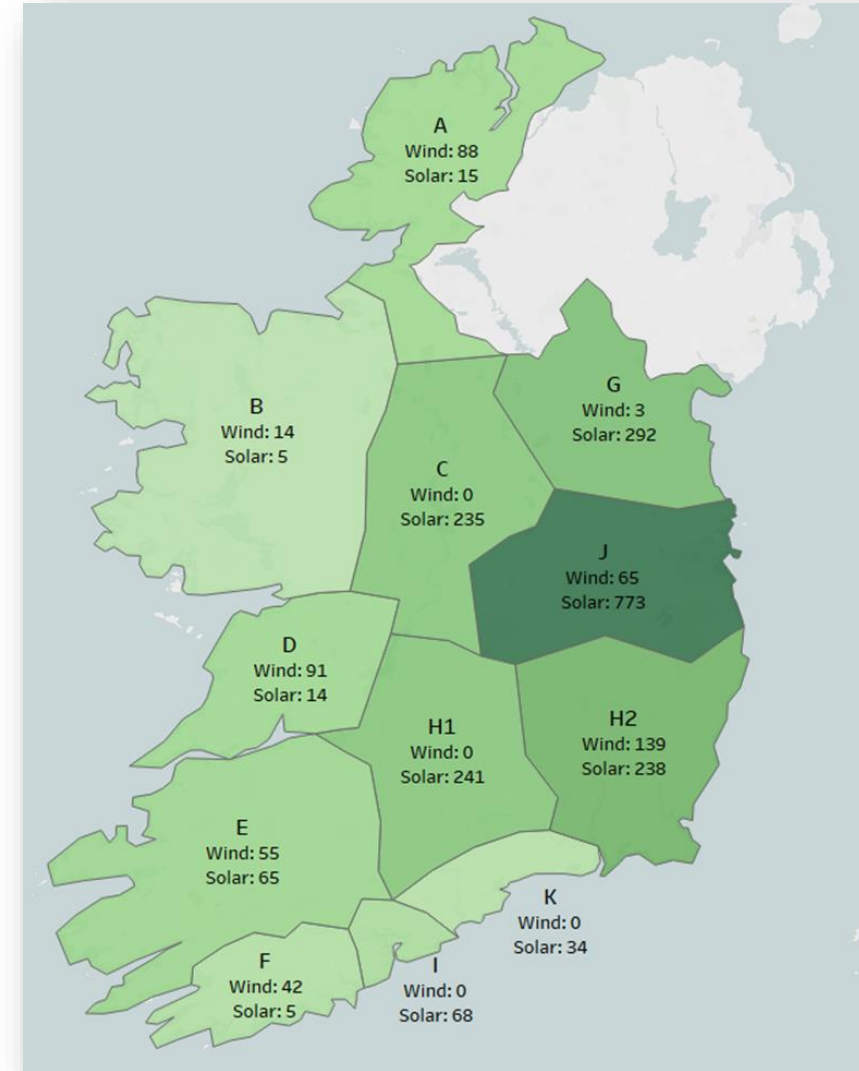 A
Wind: 88
Solar: 15
B
Wind: 14
Solar: 5
G
Wind: 3
Solar: 292
C
Wind: 0
Solar: 235
J
Wind: 65
Solar: 773
D
Wind: 91
Solar: 14
H1
Wind: 0
Solar: 241
H2
Wind: 139
Solar: 238
E
Wind: 55
Solar: 65
K
Wind: 0
Solar: 34
F
Wind: 42
Solar: 5
I
Wind: 0
Solar: 68